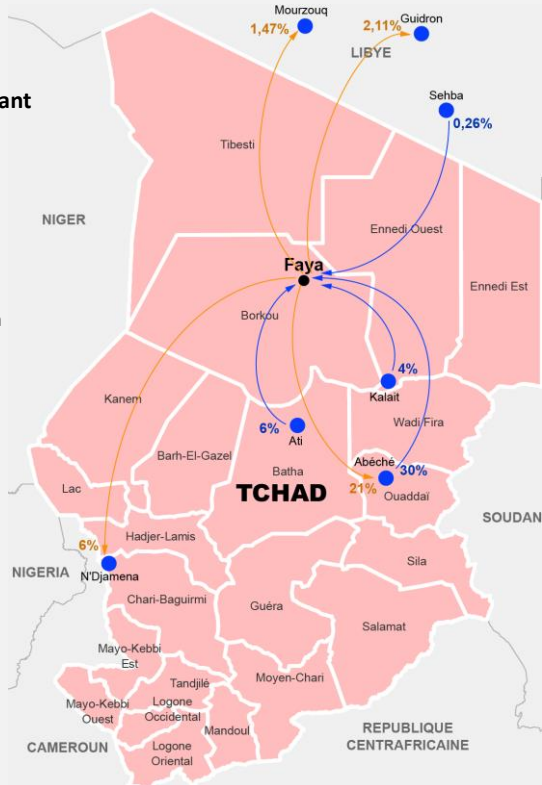 Mourzouq
1,47%
2,11%
Guidron
LIBYE
ant
Sehba
0,26%
Tibesti
NIGER
Ennedi Ouest
Faya
Ennedi Est
Borkou
4%
Kalait
Kanem
Wadi Fira
6%
Ati
Barh-El-Gazel
Batha
Abéché
30%
21%
Ouaddaï
Lac
TCHAD
SOUDAN
Hadjer-Lamis
6%
NIGERIA
N'Djamena
Sila
Chari-Baguirmi
Guéra
Salamat
Mayo-Kebbi
Est
Moyen-Chari
Tandjilé
Mayo-Kebbi
Ouest
Logone
Occidental
Mandoul
REPUBLIQUE
CENTRAFRICAINE
CAMEROUN
Logone
Oriental